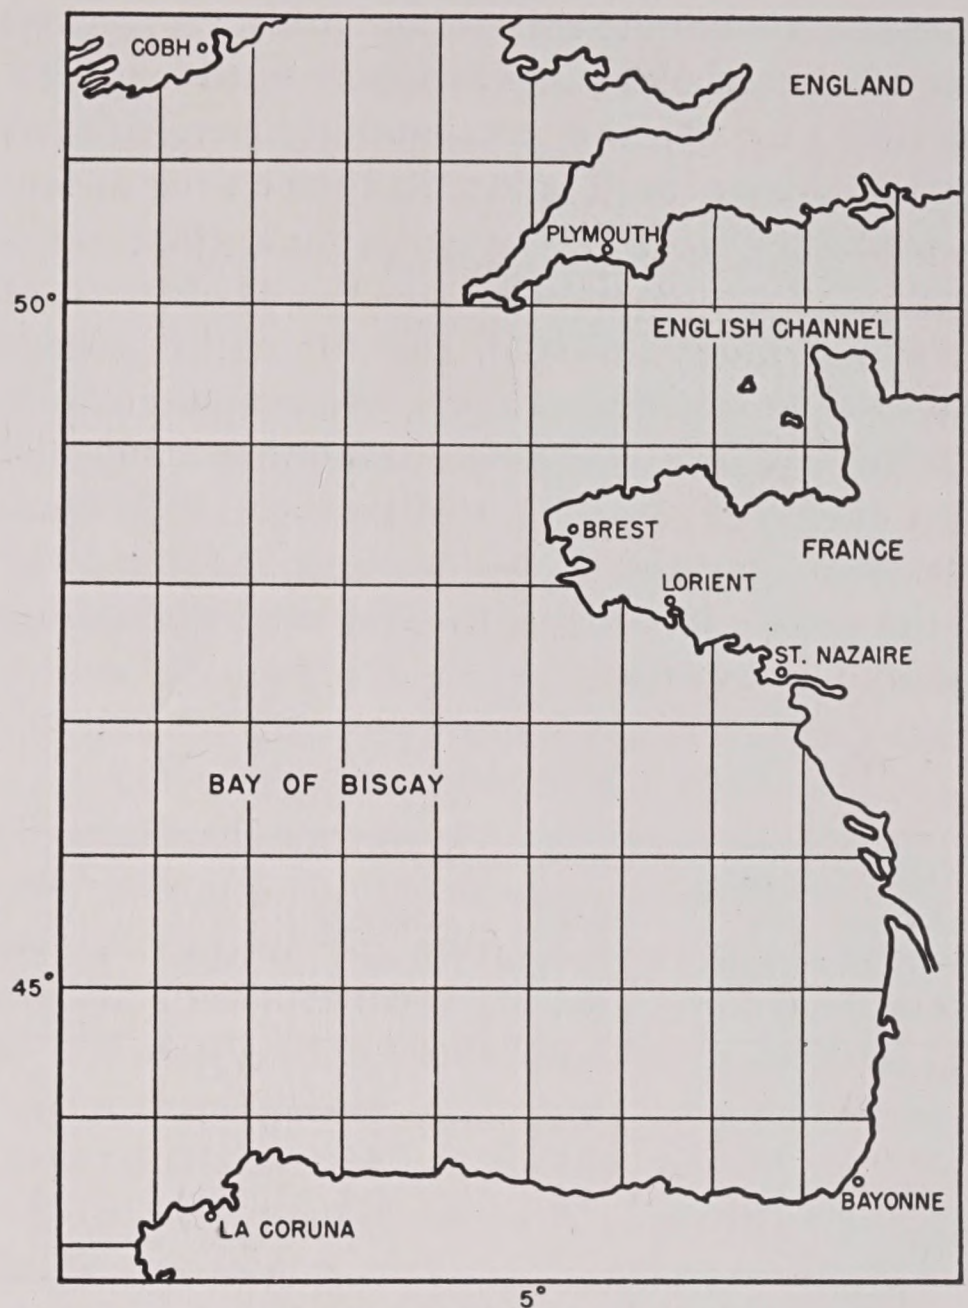 COBH
ENGLAND
PLYMOUTH
50°
ENGLISH CHANNEL
BREST
FRANCE
LORIENT
ST. NAZAIRE
BAY OF BISCAY
45°
BAYONNE
LA CORUNA
5°